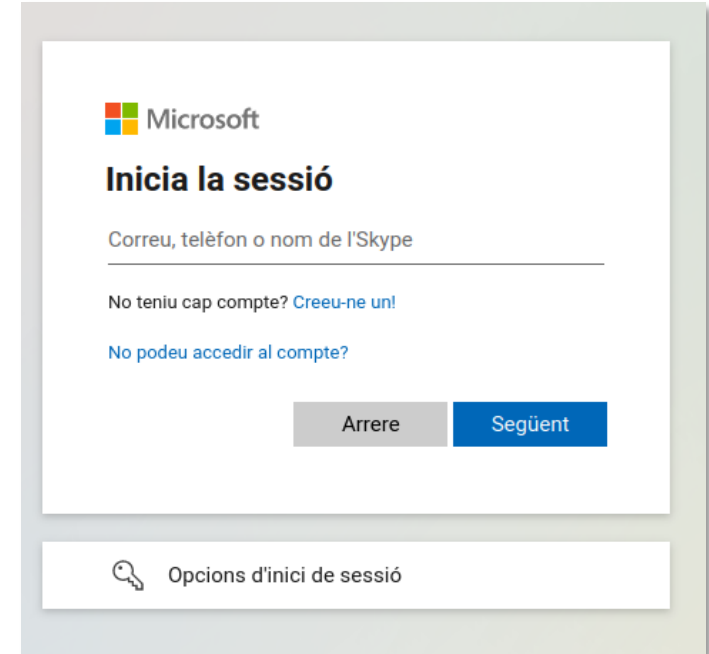 Microsoft
Inicia la sessió
Correu, telèfon o nom de l'Skype
No teniu cap compte? Creeu-ne un!
No podeu accedir al compte?
Arrere Següent
Opcions d'inici de sessió